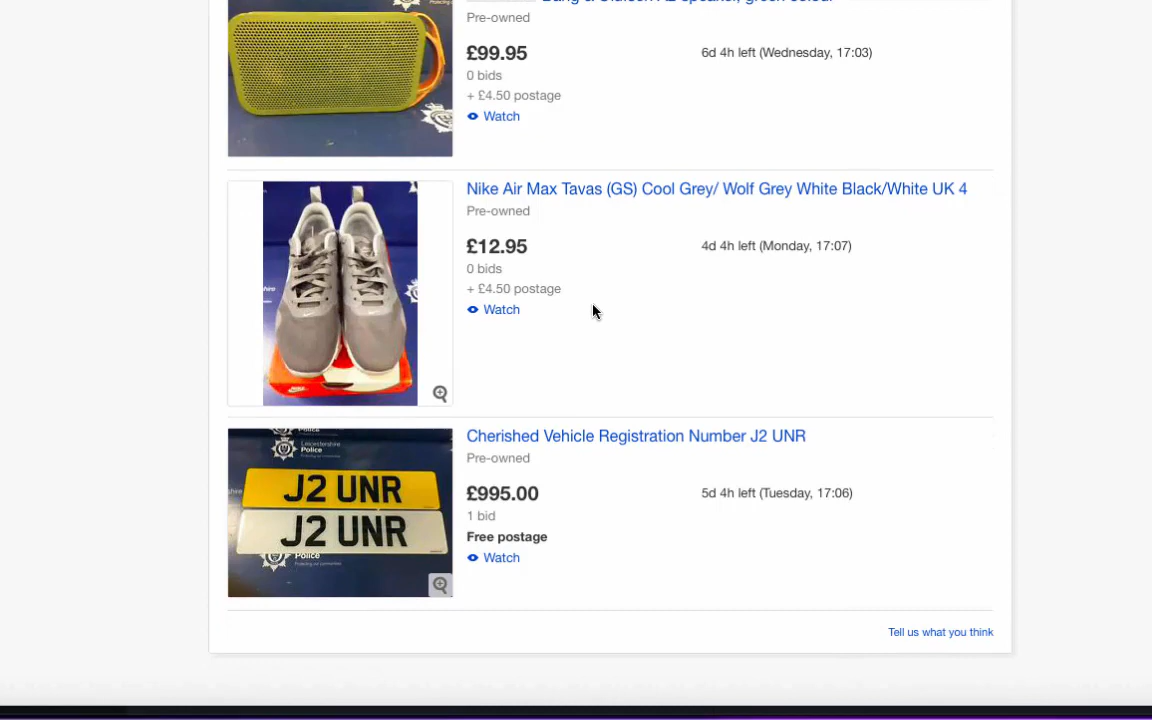 Pre-owned
£99.95
6d 4h left (Wednesday, 17:03)
0 bids
+ £4.50 postage
Watch
Nike Air Max Tavas (GS) Cool Grey/ Wolf Grey White Black/White UK 4
Pre-owned
£12.95
4d 4h left (Monday, 17:07)
0 bids
+ £4.50 postage
Watch
Cherished Vehicle Registration Number J2 UNR
Pre-owned
£995.00
5d 4h left (Tuesday, 17:06)
1 bid
Free postage
Watch
Leicestershire
Police
J2 UNR
J2 UNR
Police
Tell us what you think